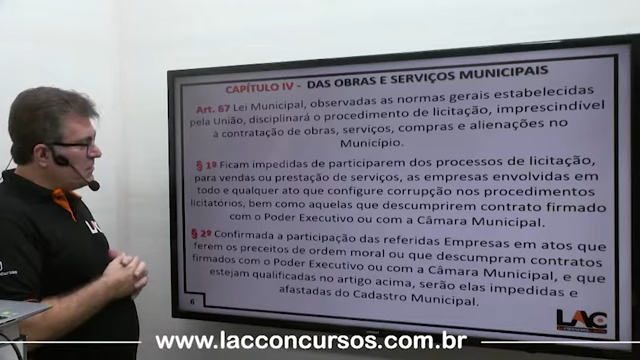 CAPÍTULO IV - DAS OBRAS E SERVIÇOS MUNICIPAIS
Art. 67 Lei Municipal, observadas as normas gerais estabelecidas
pela União, disciplinará o procedimento de licitação, imprescindível
à contratação de obras, serviços, compras e alienações no
Município.
§ 1º Ficam impedidas de participarem dos processos de licitação,
para vendas ou prestação de serviços, as empresas envolvidas em
todo e qualquer ato que configure corrupção nos procedimentos
licitatórios, bem como aquelas que descumprirem contrato firmado
com o Poder Executivo ou com a Câmara Municipal.
§ 2º Confirmada a participação das referidas Empresas em atos que
ferem os preceitos de ordem moral ou que descumpram contratos
firmados com o Poder Executivo ou com a Câmara Municipal, e que
estejam qualificadas no artigo acima, serão elas impedidas e
afastadas do Cadastro Municipal.
6
LAC
LAC
www.lacconcursos.com.br